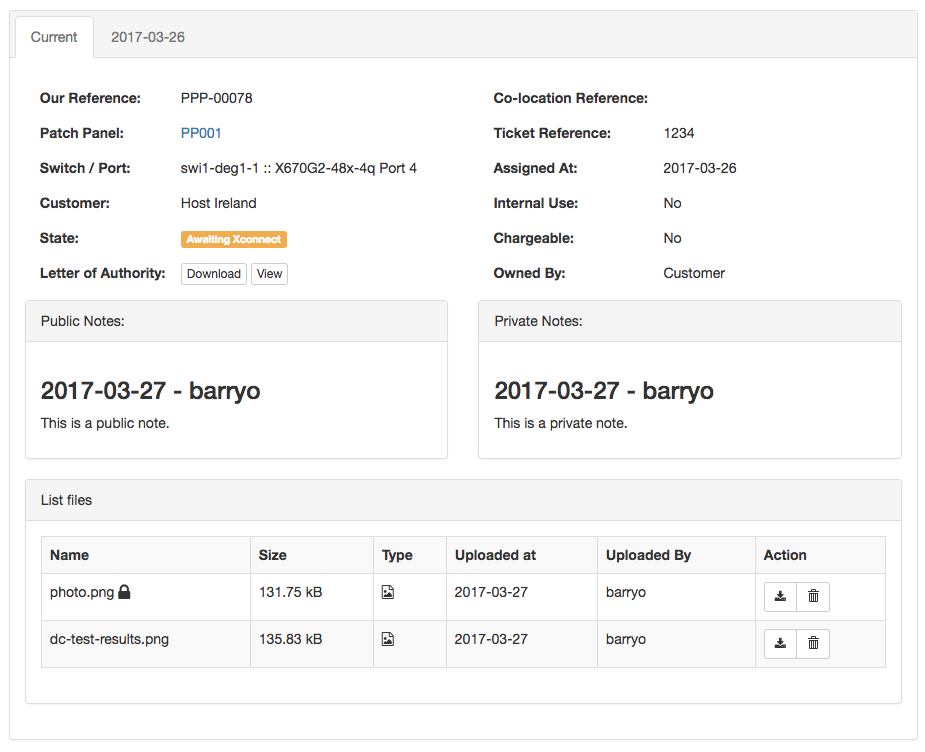 Current 2017-03-26
Our Reference: PPP-00078 Co-location Reference:
Patch Panel: PP001 Ticket Reference: 1234
Switch / Port: swi1-deg1-1 :: X670G2-48x-4q Port 4 Assigned At: 2017-03-26
Customer: Host Ireland Internal Use: No
State: Awaiting Xconnect Chargeable: No
Letter of Authority: Download View Owned By: Customer
Public Notes:
2017-03-27 - barryo
This is a public note.
Private Notes:
2017-03-27 - barryo
This is a private note.
List files
Name Size Type Uploaded at Uploaded By Action
photo.png 131.75 kB 2017-03-27 barryo
dc-test-results.png 135.83 kB 2017-03-27 barryo